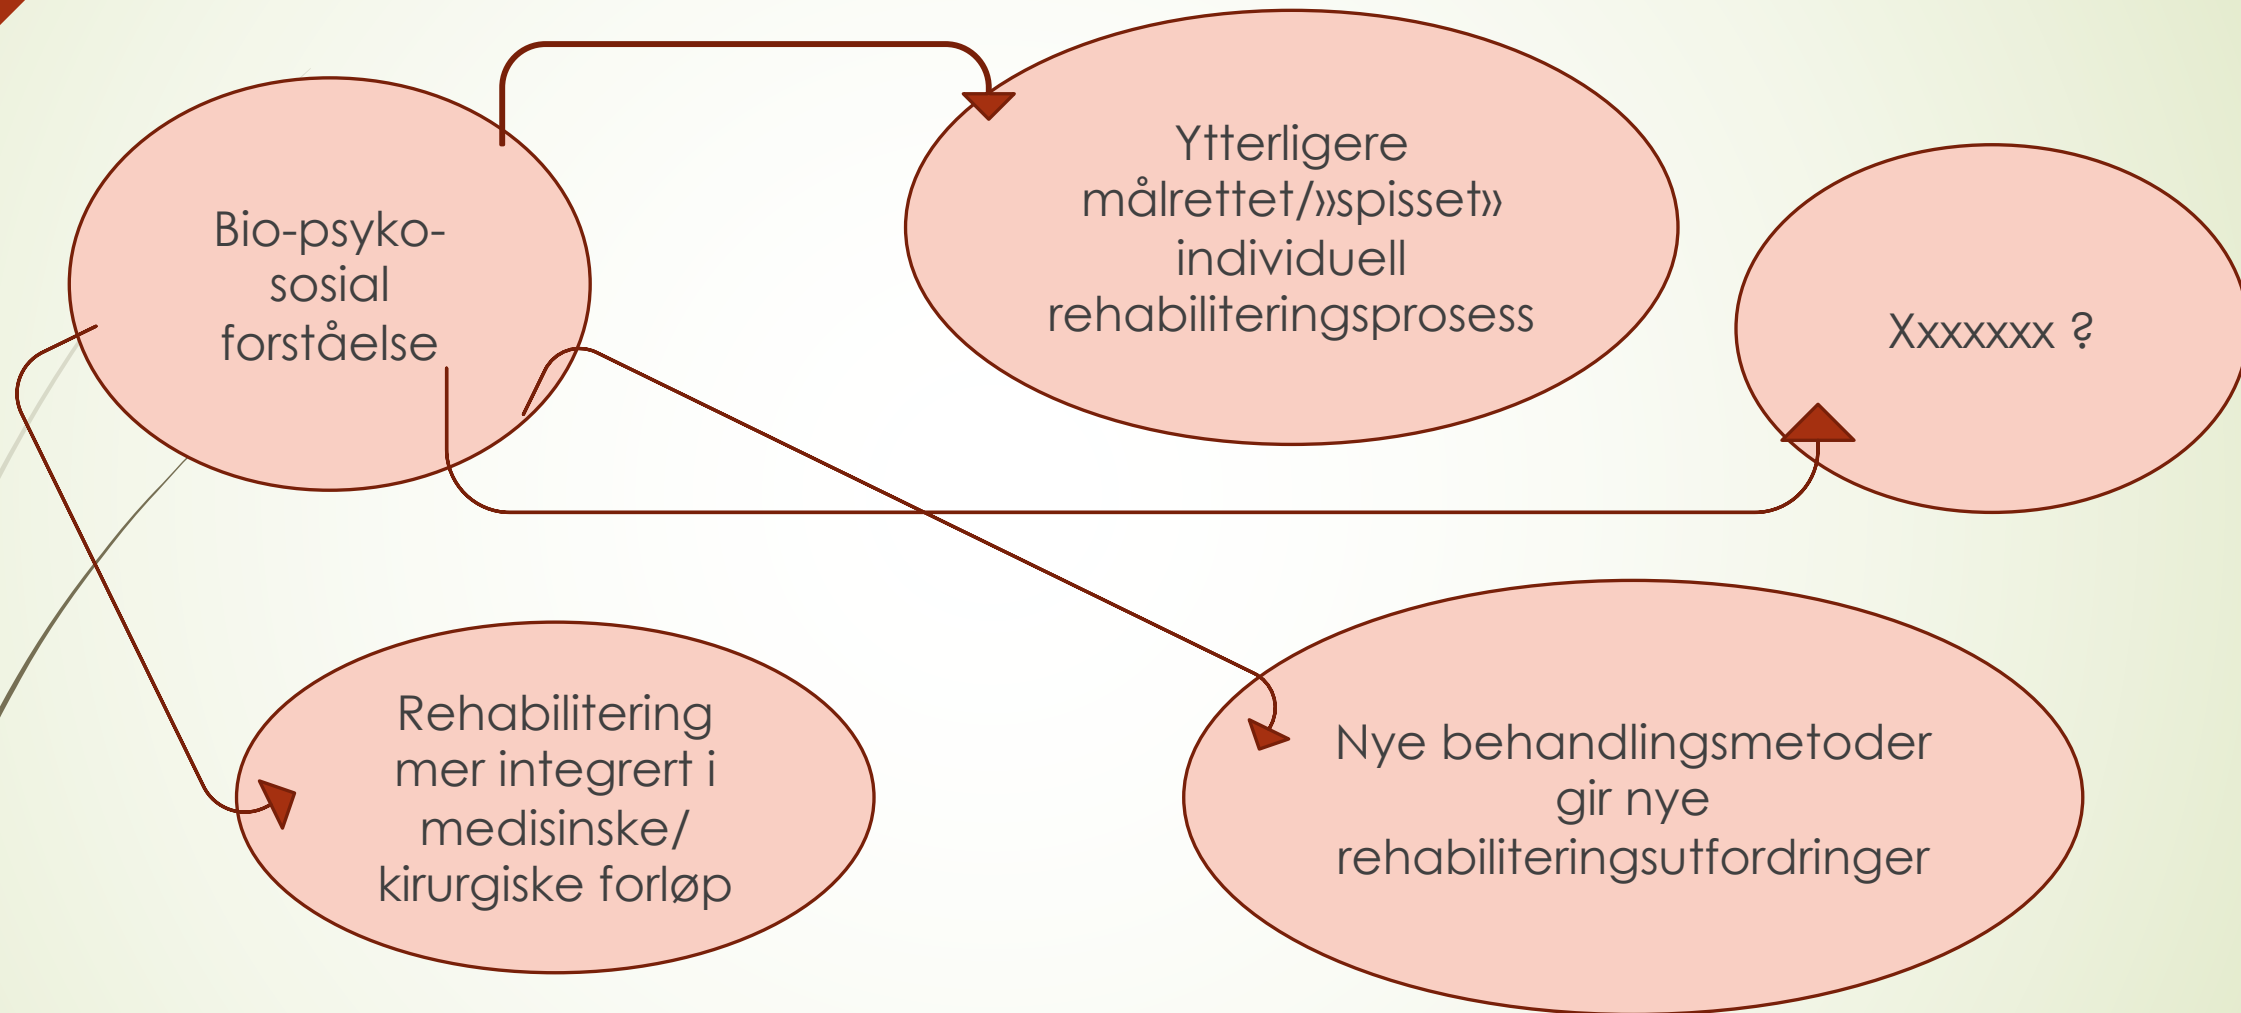 Bio-psyko-
sosial
forståelse
Ytterligere
målrettet/»spisset»
individuell
rehabiliteringsprosess
Xxxxxxx ?
Rehabilitering
mer integrert i
medisinske/
kirurgiske forløp
Nye behandlingsmetoder
gir nye
rehabiliteringsutfordringer